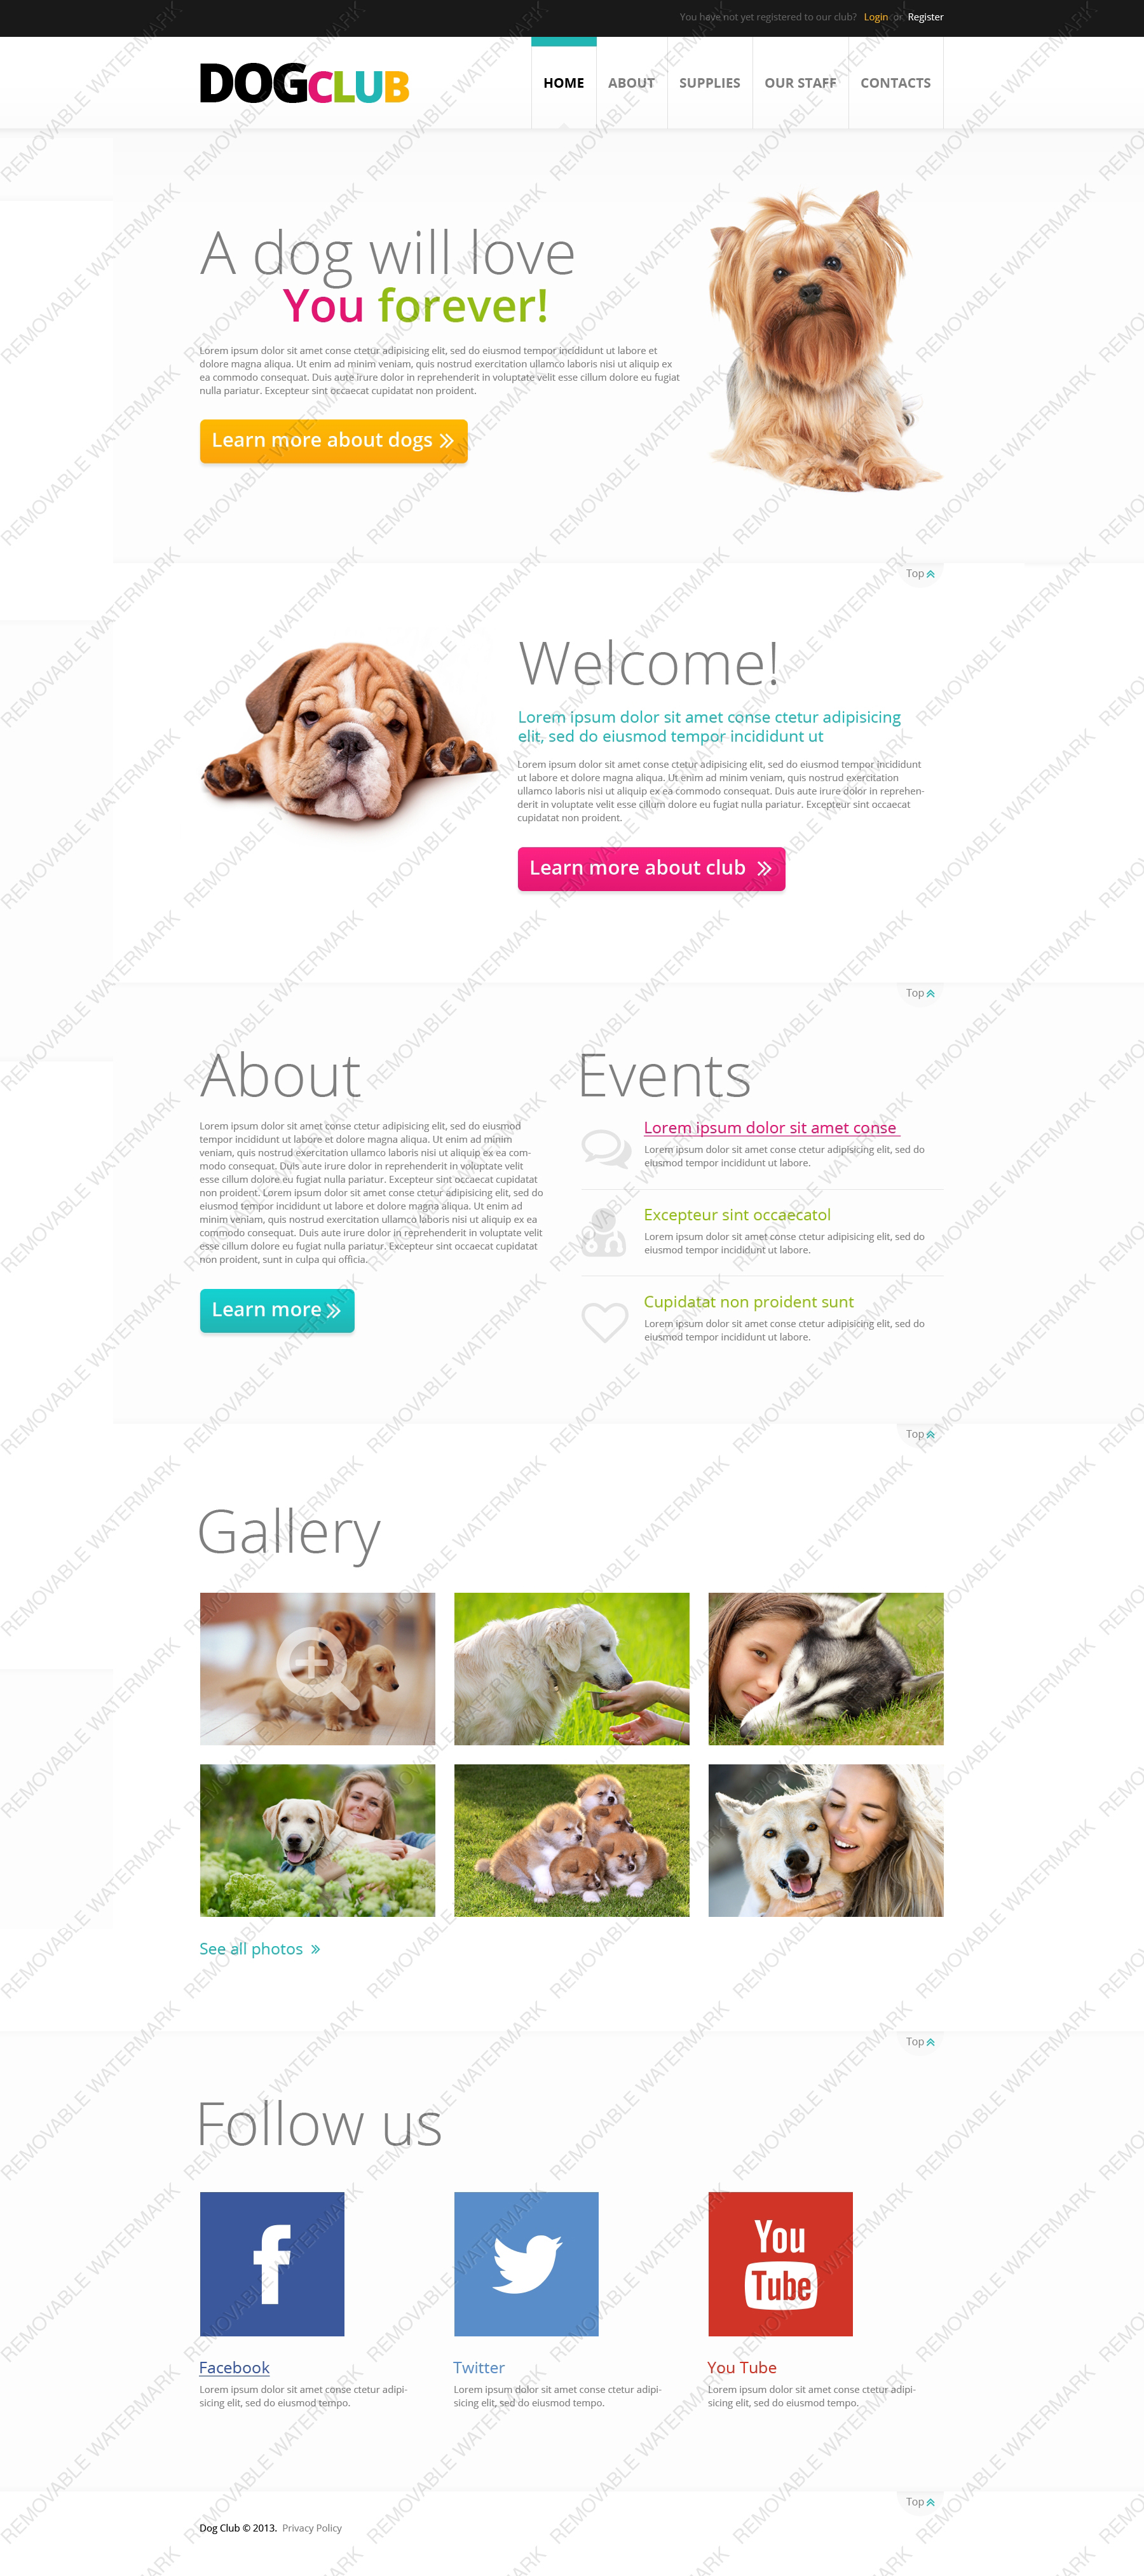 You have not yet registered to our club? Login or Register
DOGCLUB
HOME ABOUT SUPPLIES OUR STAFF CONTACTS
A dog will love
You forever!
Lorem ipsum dolor sit amet conse ctetur adipisicing elit, sed do eiusmod tempor incididunt ut labore et
dolore magna aliqua. Ut enim ad minim veniam, quis nostrud exercitation ullamco laboris nisi ut aliquip ex
ea commodo consequat. Duis aute irure dolor in reprehenderit in voluptate velit esse cillum dolore eu fugiat
nulla pariatur. Excepteur sint occaecat cupidatat non proident.
Learn more about dogs »
Top
Welcome!
Lorem ipsum dolor sit amet conse ctetur adipisicing
elit, sed do eiusmod tempor incididunt ut
Lorem ipsum dolor sit amet conse ctetur adipisicing elit, sed do eiusmod tempor incididunt
ut labore et dolore magna aliqua. Ut enim ad minim veniam, quis nostrud exercitation
ullamco laboris nisi ut aliquip ex ea commodo consequat. Duis aute irure dolor in reprehen-
derit in voluptate velit esse cillum dolore eu fugiat nulla pariatur. Excepteur sint occaecat
cupidatat non proident.
Learn more about club »
Top
About
Lorem ipsum dolor sit amet conse ctetur adipisicing elit, sed do eiusmod
tempor incididunt ut labore et dolore magna aliqua. Ut enim ad minim
veniam, quis nostrud exercitation ullamco laboris nisi ut aliquip ex ea com-
modo consequat. Duis aute irure dolor in reprehenderit in voluptate velit
esse cillum dolore eu fugiat nulla pariatur. Excepteur sint occaecat cupidatat
non proident. Lorem ipsum dolor sit amet conse ctetur adipisicing elit, sed do
eiusmod tempor incididunt ut labore et dolore magna aliqua. Ut enim ad
minim veniam, quis nostrud exercitation ullamco laboris nisi ut aliquip ex ea
commodo consequat. Duis aute irure dolor in reprehenderit in voluptate velit
esse cillum dolore eu fugiat nulla pariatur. Excepteur sint occaecat cupidatat
non proident, sunt in culpa qui officia.
Learn more »
Events
Lorem ipsum dolor sit amet conse
Lorem ipsum dolor sit amet conse ctetur adipisicing elit, sed do
eiusmod tempor incididunt ut labore.
Excepteur sint occaecatol
Lorem ipsum dolor sit amet conse ctetur adipisicing elit, sed do
eiusmod tempor incididunt ut labore.
Cupidatat non proident sunt
Lorem ipsum dolor sit amet conse ctetur adipisicing elit, sed do
eiusmod tempor incididunt ut labore.
Top
Gallery
See all photos »
Top
Follow us
You
Tube
Facebook
Lorem ipsum dolor sit amet conse ctetur adipi-
sicing elit, sed do eiusmod tempo.
Twitter
Lorem ipsum dolor sit amet conse ctetur adipi-
sicing elit, sed do eiusmod tempo.
You Tube
Lorem ipsum dolor sit amet conse ctetur adipi-
sicing elit, sed do eiusmod tempo.
Top
Dog Club © 2013. Privacy Policy
REMOVABLE WATERMARK